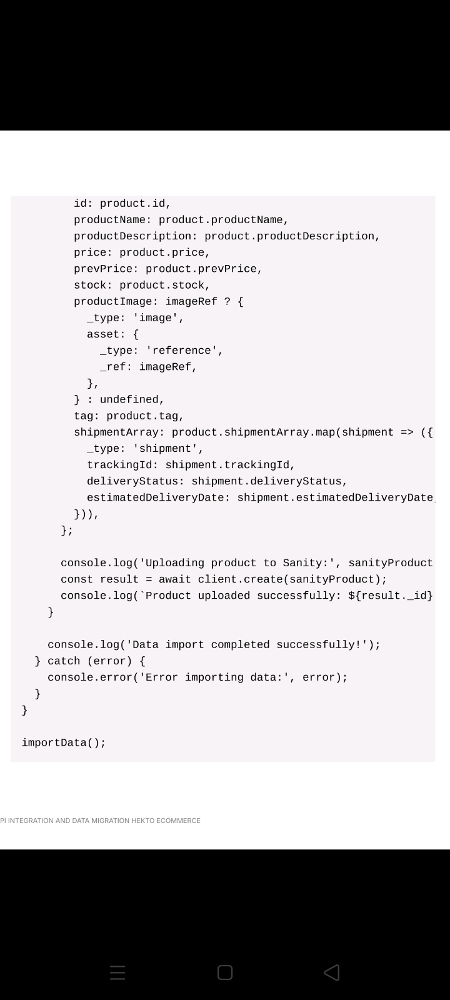 id: product.id,
productName: product.productName,
productDescription: product.productDescription,
price: product.price,
prevPrice: product.prevPrice,
stock: product.stock,
productImage: imageRef ? {
_type: 'image',
asset: {
_type: 'reference',
_ref: imageRef,
},
} : undefined,
tag: product.tag,
shipmentArray: product.shipmentArray.map(shipment => ({
_type: 'shipment',
trackingId: shipment.trackingId,
deliveryStatus: shipment.deliveryStatus,
estimatedDeliveryDate: shipment.estimatedDeliveryDate,
})),
};
console.log('Uploading product to Sanity:', sanityProduct
const result = await client.create(sanityProduct);
console.log(`Product uploaded successfully: ${result._id}
}
console.log('Data import completed successfully!');
} catch (error) {
console.error('Error importing data:', error);
}
}
importData();
PI INTEGRATION AND DATA MIGRATION HEKTO ECOMMERCE